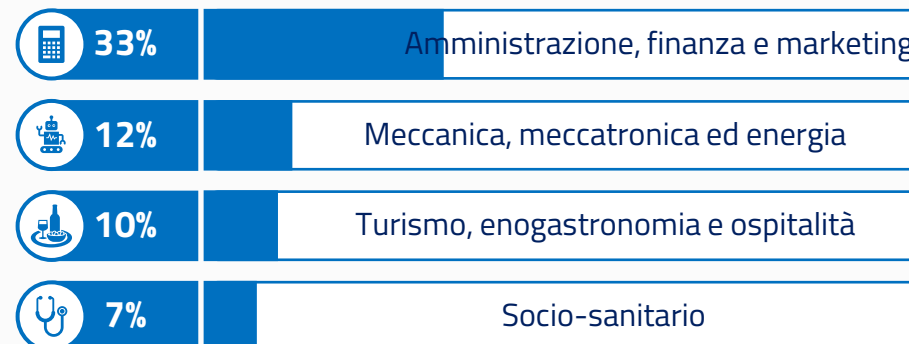 33% Amministrazione, finanza e marketing
12% Meccanica, meccatronica ed energia
10% Turismo, enogastronomia e ospitalità
7% Socio-sanitario